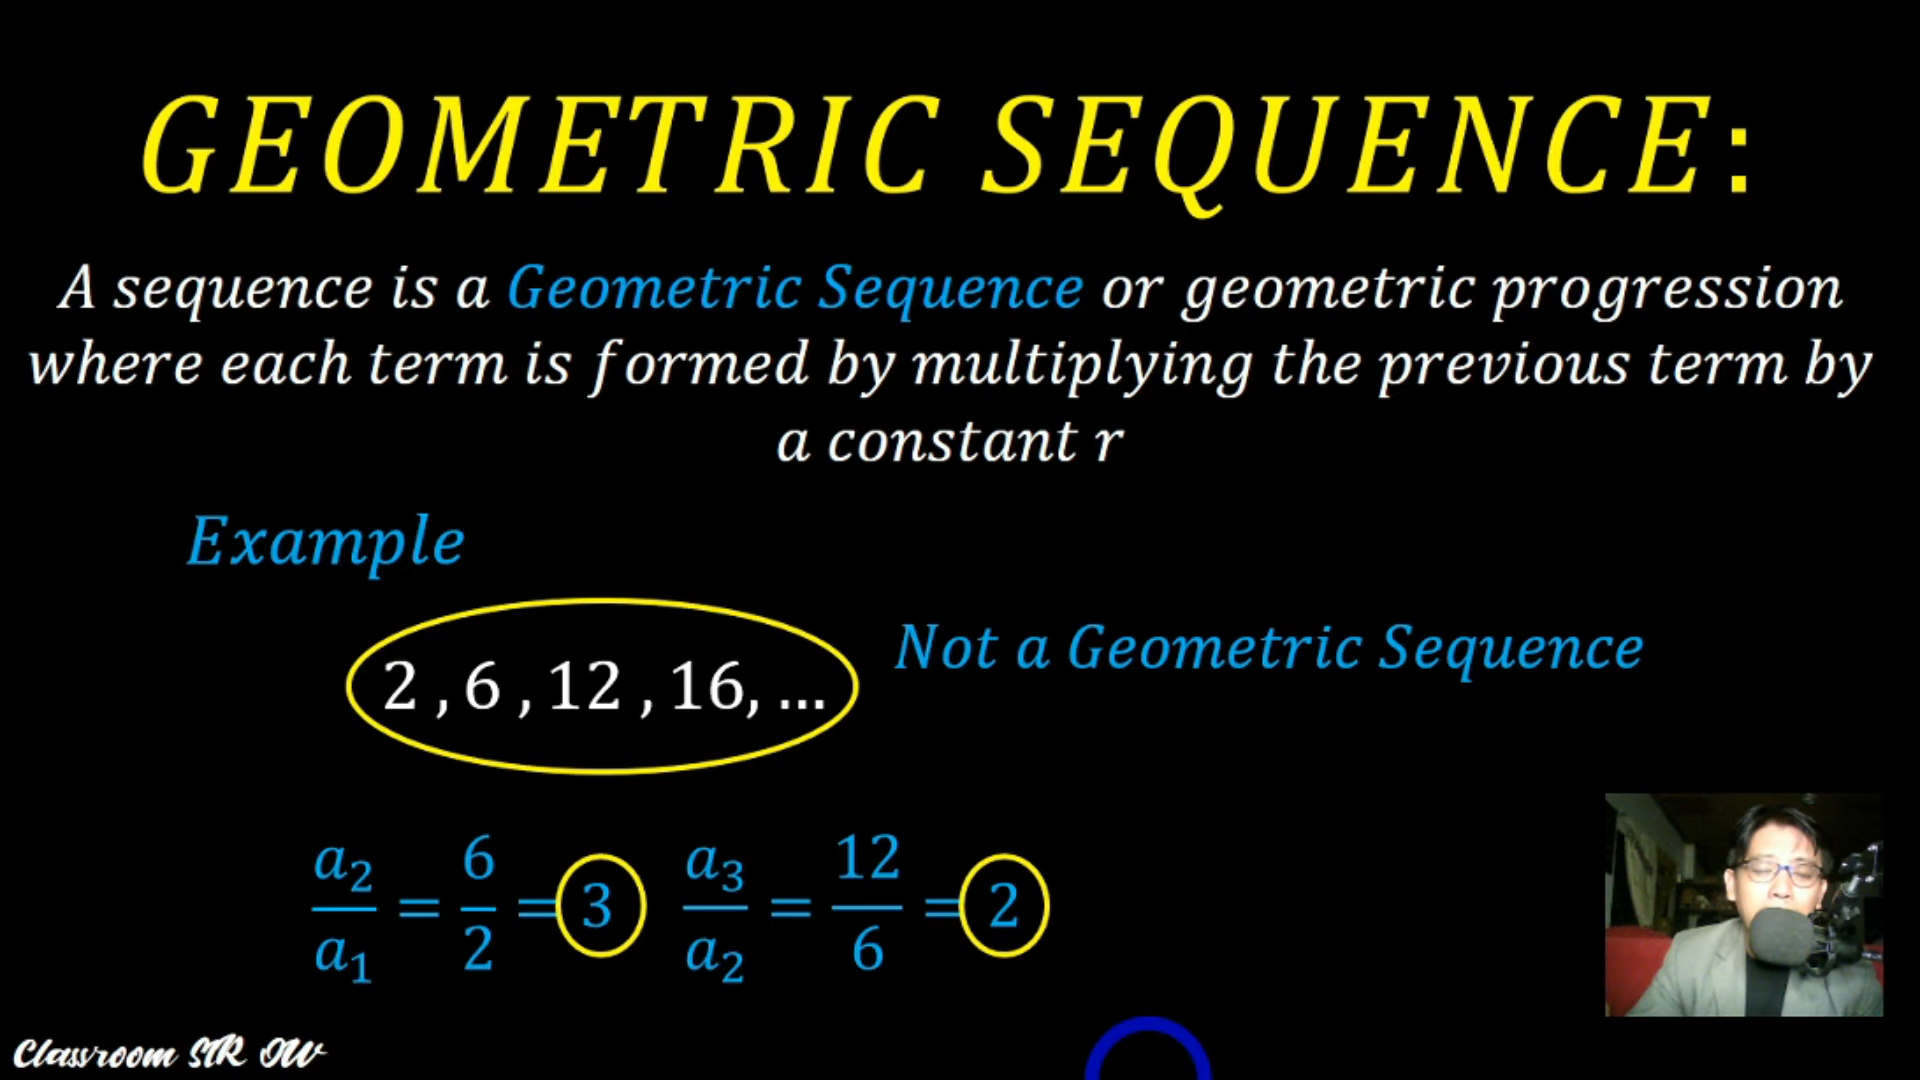 GEOMETRIC SEQUENCE:
A sequence is a Geometric Sequence or geometric progression
where each term is formed by multiplying the previous term by
a constant r
Example
Not a Geometric Sequence
2 , 6 , 12 , 16, ...
a₂/a₁ = 6/2 = 3 a₃/a₂ = 12/6 = 2
Classroom SIR OW